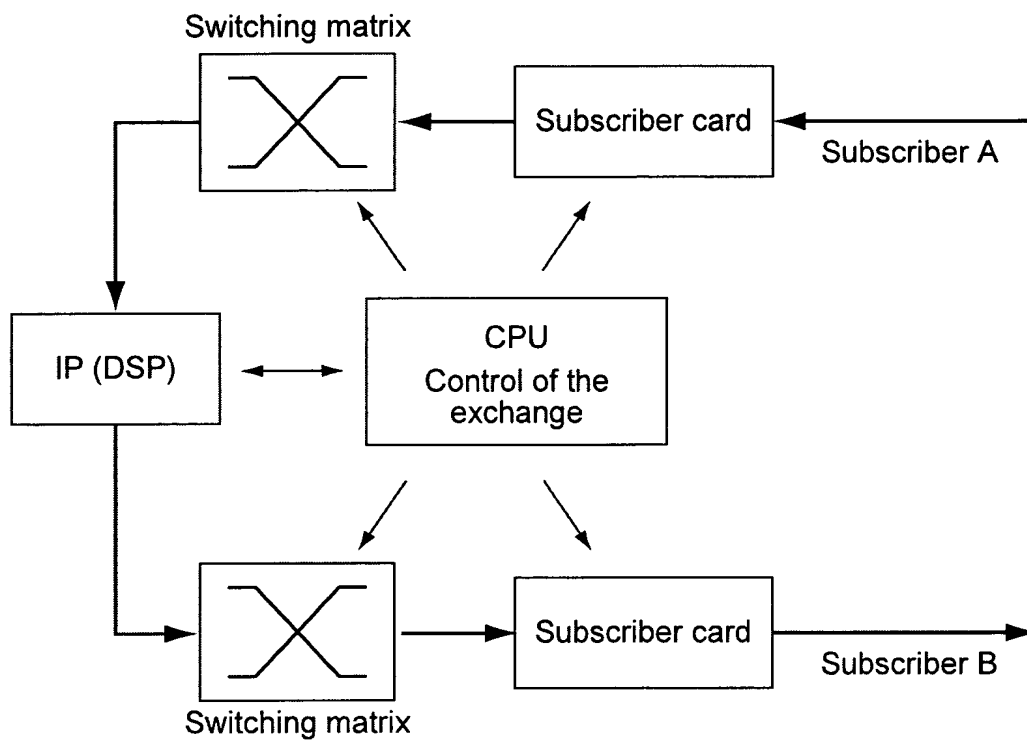 Switching matrix
Subscriber card
Subscriber A
IP (DSP)
CPU
Control of the
exchange
Subscriber card
Subscriber B
Switching matrix